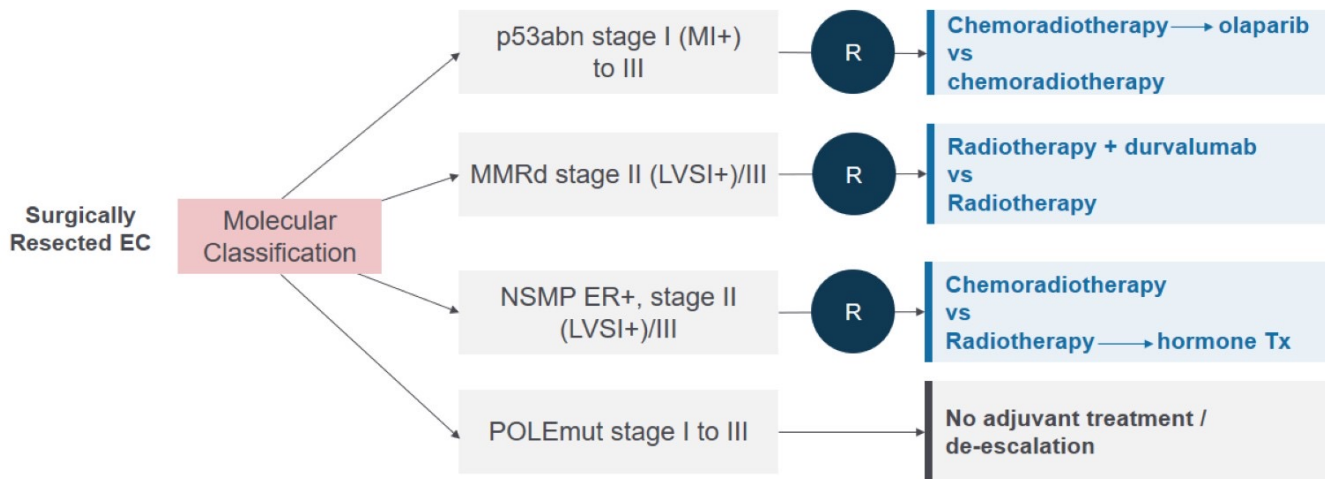 Surgically
Resected EC
Molecular
Classification
p53abn stage I (MI+)
to III
R
Chemoradiotherapy → olaparib
vs
chemoradiotherapy
MMRd stage II (LVSI+)/III
R
Radiotherapy + durvalumab
vs
Radiotherapy
NSMP ER+, stage II
(LVSI+)/III
R
Chemoradiotherapy
vs
Radiotherapy → hormone Tx
POLEmut stage I to III
No adjuvant treatment /
de-escalation